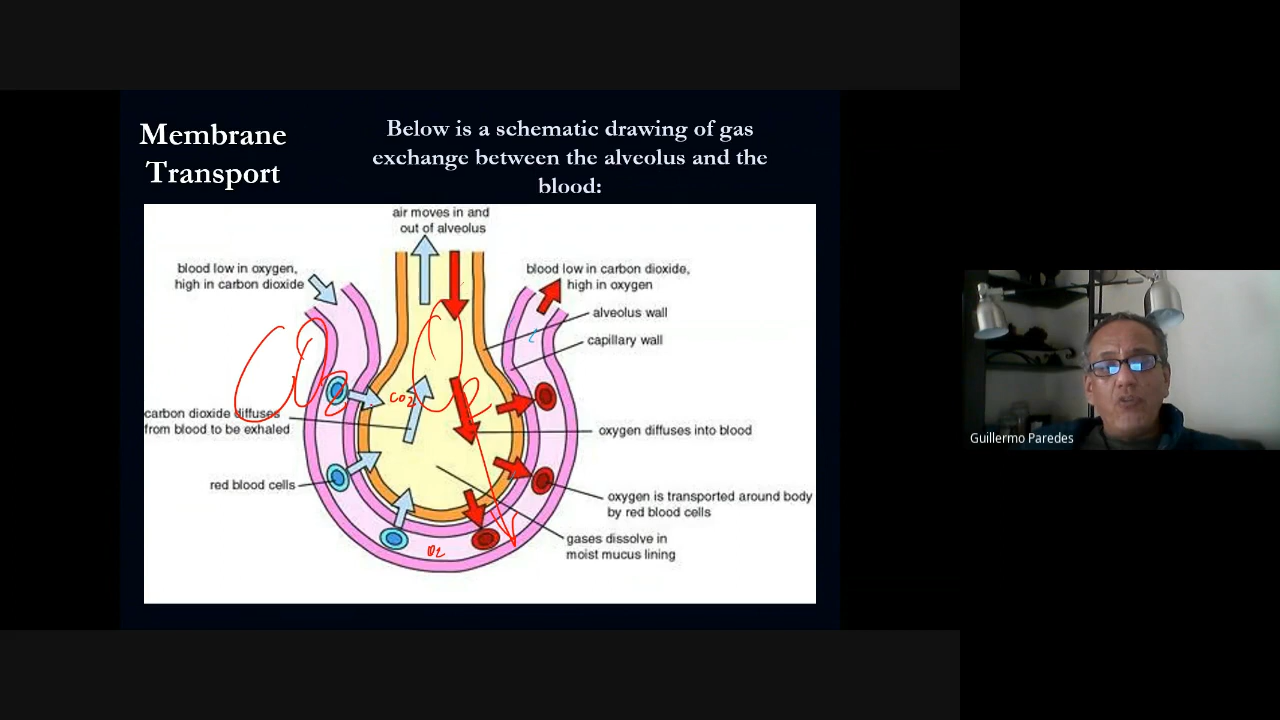 Membrane
Transport
Below is a schematic drawing of gas
exchange between the alveolus and the
blood:
air moves in and
out of alveolus
blood low in oxygen,
high in carbon dioxide
blood low in carbon dioxide,
high in oxygen
alveolus wall
capillary wall
CO2
O2
CO2
carbon dioxide diffuses
from blood to be exhaled
oxygen diffuses into blood
red blood cells
oxygen is transported around body
by red blood cells
O2
gases dissolve in
moist mucus lining
Guillermo Paredes